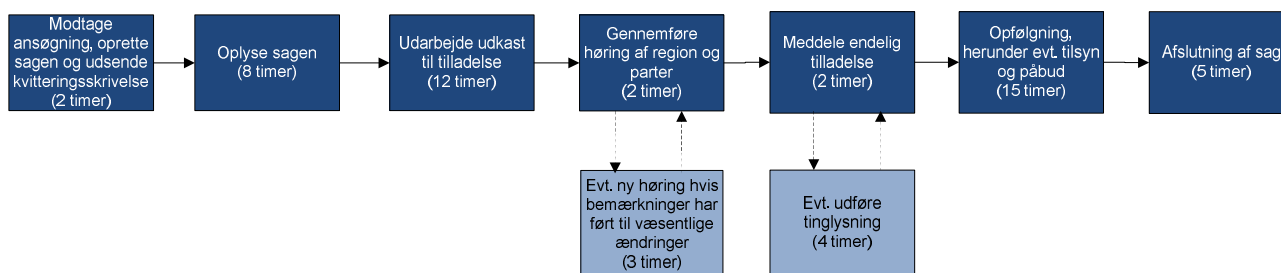 Modtage
ansøgning, oprette
sagen og udsende
kvitteringsskrivelse
(2 timer)
Oplyse sagen
(8 timer)
Udarbejde udkast
til tilladelse
(12 timer)
Gennemføre
høring af region og
parter
(2 timer)
Meddele endelig
tilladelse
(2 timer)
Opfølgning,
herunder evt. tilsyn
og påbud
(15 timer)
Afslutning af sag
(5 timer)
Evt. ny høring hvis
bemærkninger har
ført til væsentlige
ændringer
(3 timer)
Evt. udføre
tinglysning
(4 timer)